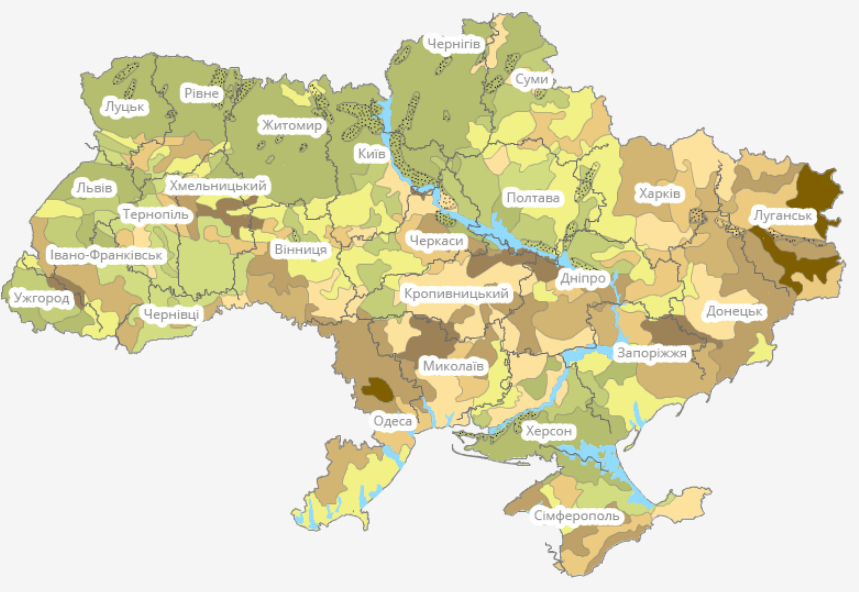 Чернігів
Суми
Луцьк
Рівне
Житомир
Київ
Львів
Хмельницький
Тернопіль
Полтава
Харків
Луганськ
Івано-Франківськ
Вінниця
Черкаси
Дніпро
Ужгород
Чернівці
Кропивницький
Донецьк
Запоріжжя
Миколаїв
Одеса
Херсон
Сімферополь